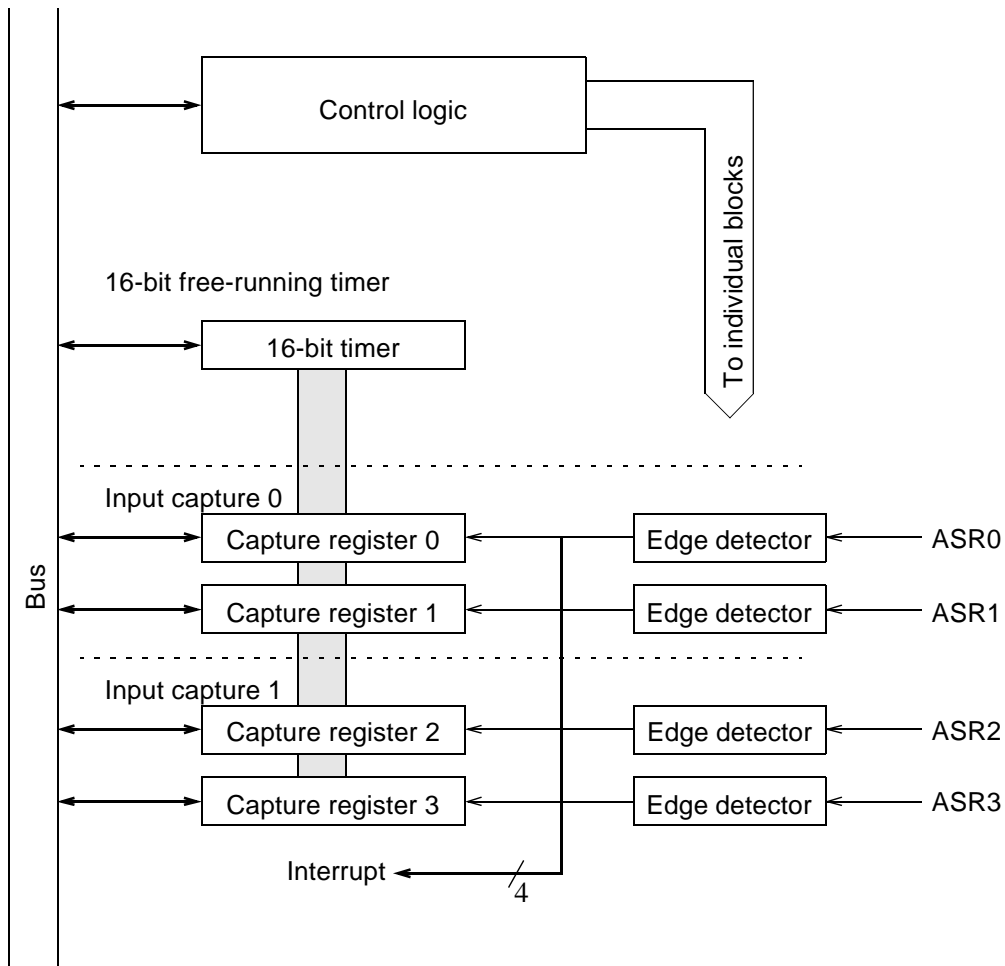 Control logic
To individual blocks
16-bit free-running timer
16-bit timer
Input capture 0
Capture register 0
Edge detector
ASR0
Bus
Capture register 1
Edge detector
ASR1
Input capture 1
Capture register 2
Edge detector
ASR2
Capture register 3
Edge detector
ASR3
Interrupt
4